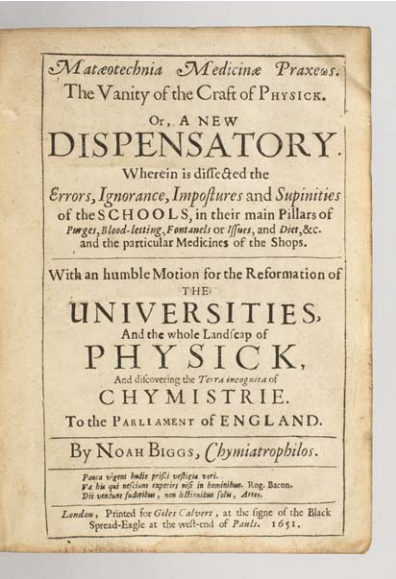 Matæotechnia Medicinæ Praxeωs.
The Vanity of the Craft of PHYSICK.
Or, A NEW
DISPENSATORY.
Wherein is diſſected the
Errors, Ignorance, Impoſtures and Supinities
of the SCHOOLS, in their main Pillars of
Purges, Blood-letting, Fontanels or Iſſues, and Diet, &c.
and the particular Medicines of the Shops.
With an humble Motion for the Reformation of
THE
UNIVERSITIES,
And the whole Landſcap of
PHYSICK,
And diſcovering the Terra incognita of
CHYMISTRIE.
To the PARLIAMENT of ENGLAND.
By NOAH BIGGS, Chymiatrophilos.
Pauca vigent hodie priſci veſtigia veri.
Væ his qui neſciunt experiri niſi in hominibus. Rog. Bacon.
Dii venduns ſudoribus, non lectionibus ſolis, Artes.
London, Printed for Giles Calvert, at the ſigne of the Black
Spread-Eagle at the weſt-end of Pauls. 1651.